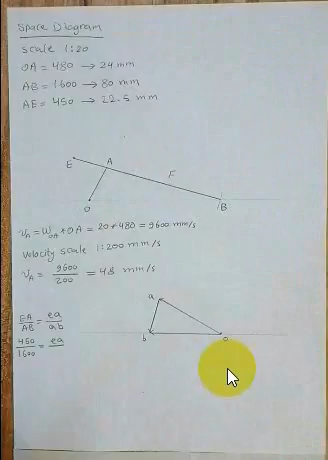 Space Diagram
Scale 1:20
OA = 480 → 24 mm
AB = 1600 → 80 mm
AE = 450 → 22.5 mm
E
A
F
O
B
VA = WOA * OA = 20 * 480 = 9600 mm/s
Velocity scale 1:200 mm/s
VA = 9600/200 = 48 mm/s
a
EA/AB = ea/ab
b
o
450/1600 = ea